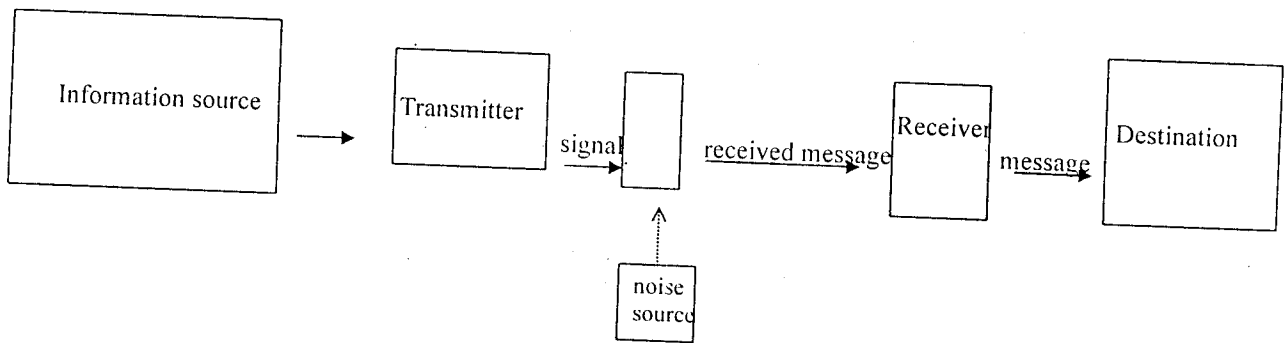 Information source
Transmitter
signal
received message
Receiver
message
Destination
noise
source